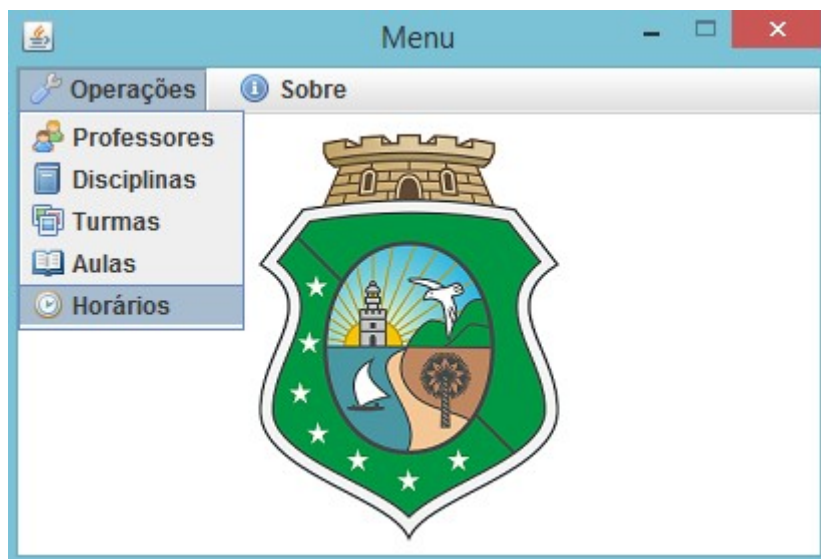 Menu
Operações
Sobre
Professores
Disciplinas
Turmas
Aulas
Horários